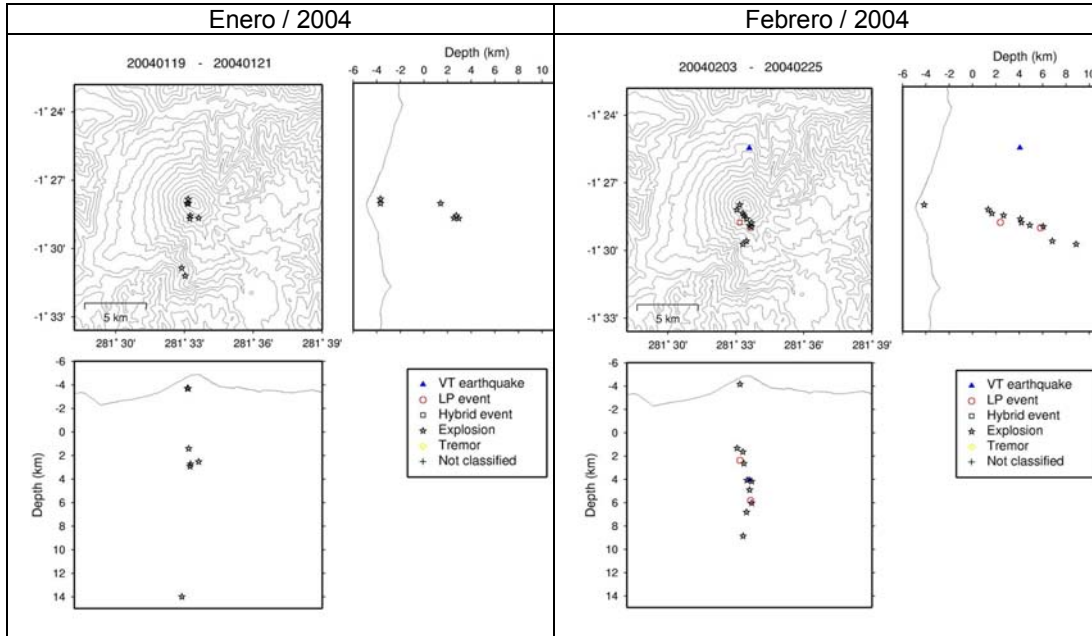 Enero / 2004
Febrero / 2004
20040119 - 20040121
Depth (km)
-6 -4 -2 0 2 4 6 8 10
-1˚ 24'
-1˚ 27'
-1˚ 30'
-1˚ 33'
5 km
281˚ 30' 281˚ 33' 281˚ 36' 281˚ 39'
-6
-4
-2
0
2
4
6
8
10
12
14
Depth (km)
VT earthquake
LP event
Hybrid event
Explosion
Tremor
Not classified
20040203 - 20040225
Depth (km)
-6 -4 -2 0 2 4 6 8 10
-1˚ 24'
-1˚ 27'
-1˚ 30'
-1˚ 33'
5 km
281˚ 30' 281˚ 33' 281˚ 36' 281˚ 39'
-6
-4
-2
0
2
4
6
8
10
12
14
Depth (km)
VT earthquake
LP event
Hybrid event
Explosion
Tremor
Not classified